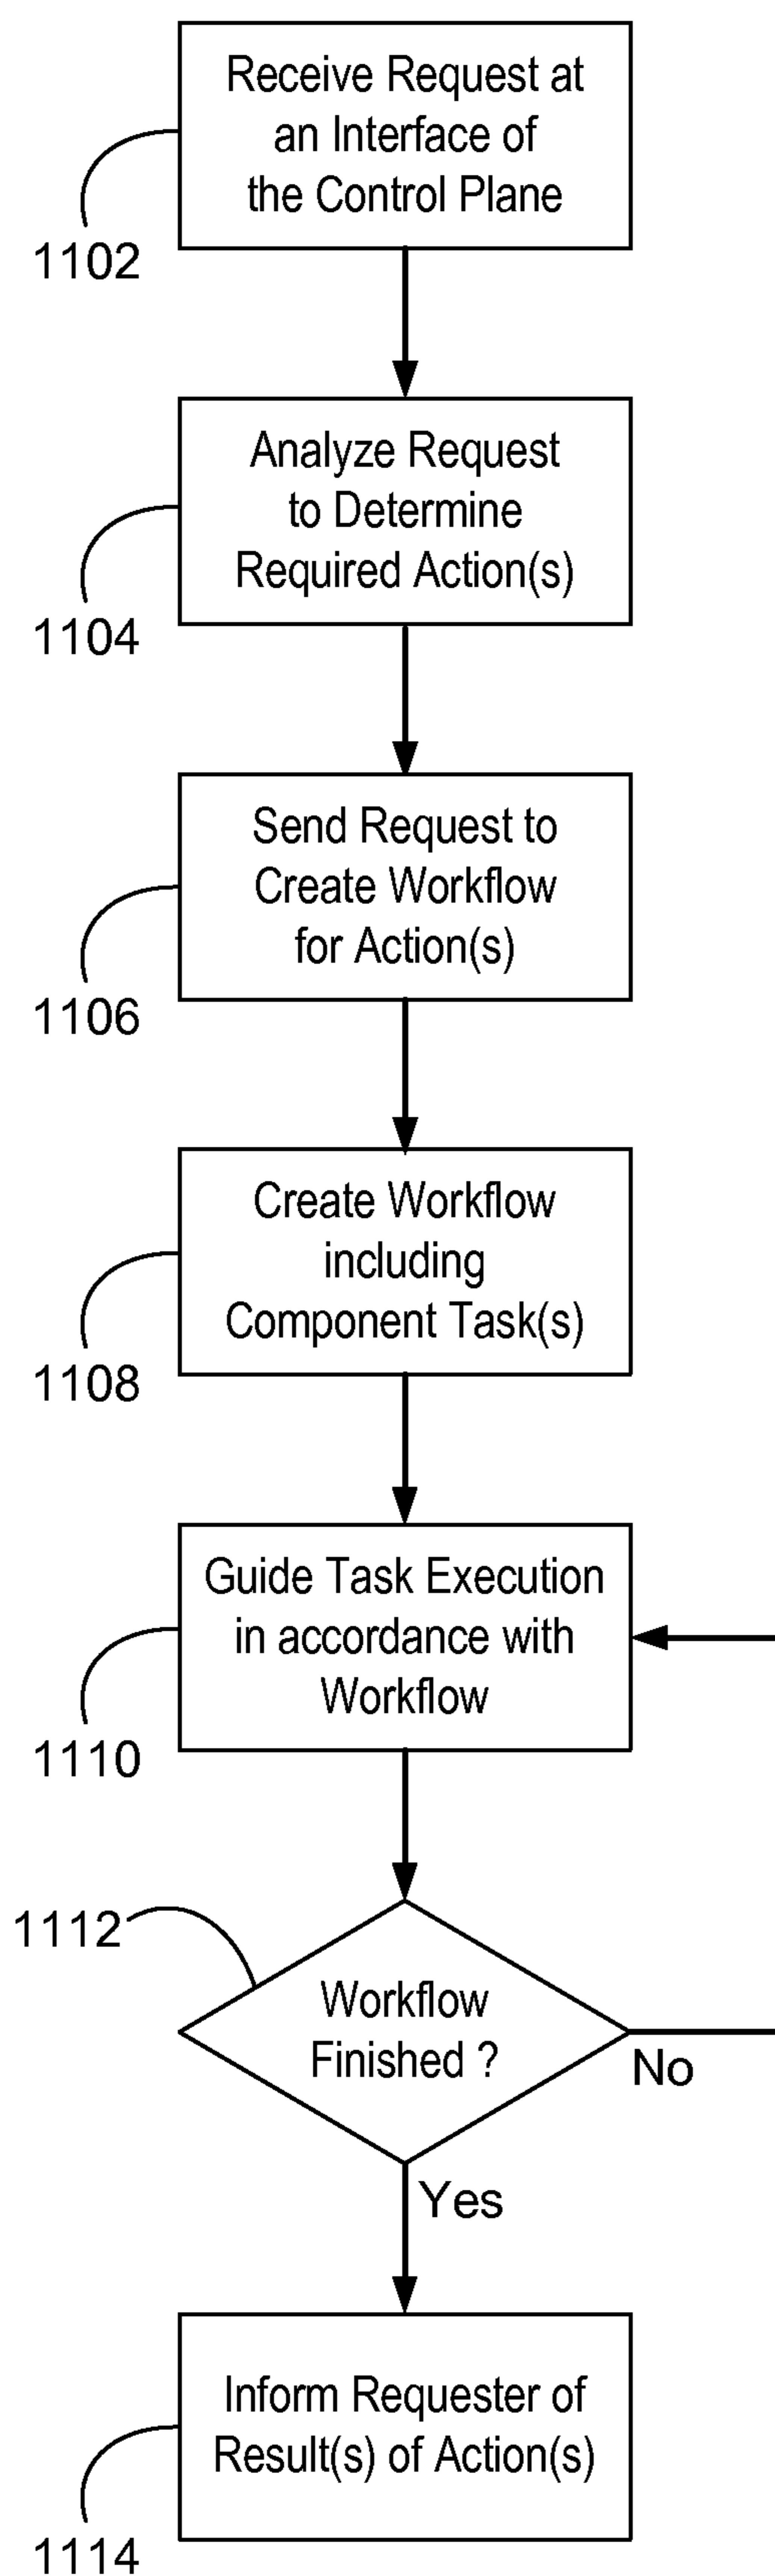 Receive Request at
an Interface of
the Control Plane
1102
Analyze Request
to Determine
Required Action(s)
1104
Send Request to
Create Workflow
for Action(s)
1106
Create Workflow
including
Component Task(s)
1108
Guide Task Execution
in accordance with
Workflow
1110
1112
Workflow
Finished ?
No
Yes
Inform Requester of
Result(s) of Action(s)
1114